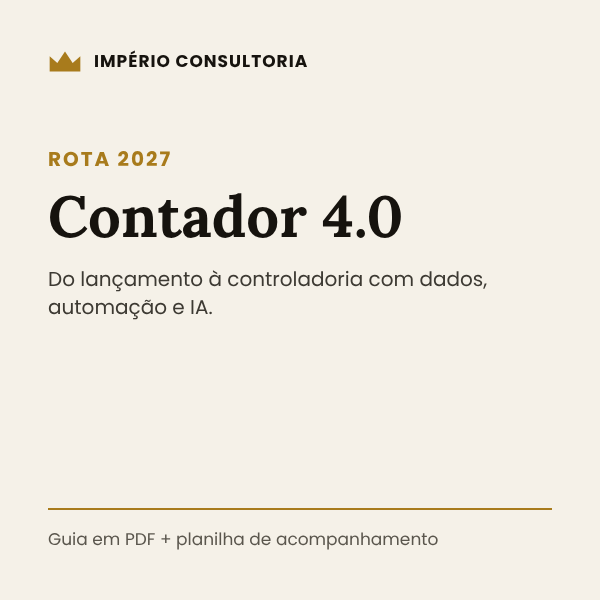 IMPÉRIO CONSULTORIA
ROTA 2027
Contador 4.0
Do lançamento à controladoria com dados,
automação e IA.
Guia em PDF + planilha de acompanhamento